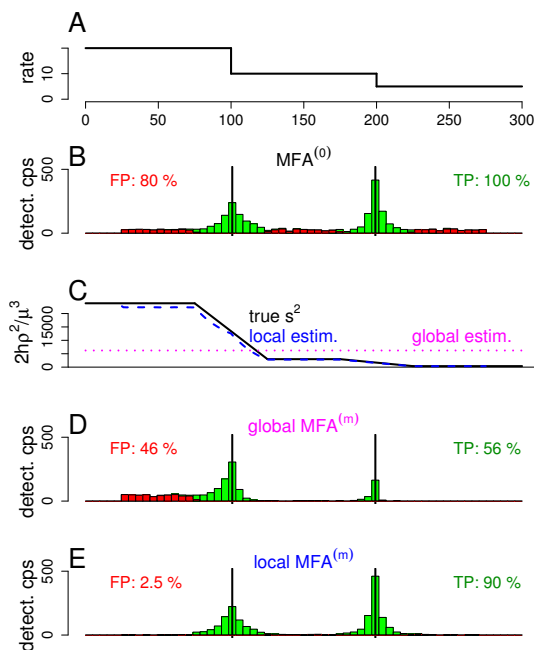 A
rate
0 10
0 50 100 150 200 250 300
B
MFA⁽⁰⁾
FP: 80 %
TP: 100 %
detect. cps
0 500
C
true s²
local estim.
global estim.
2hρ²/μ³
0 15000
D
global MFA⁽ᵐ⁾
FP: 46 %
TP: 56 %
detect. cps
0 500
E
local MFA⁽ᵐ⁾
FP: 2.5 %
TP: 90 %
detect. cps
0 500